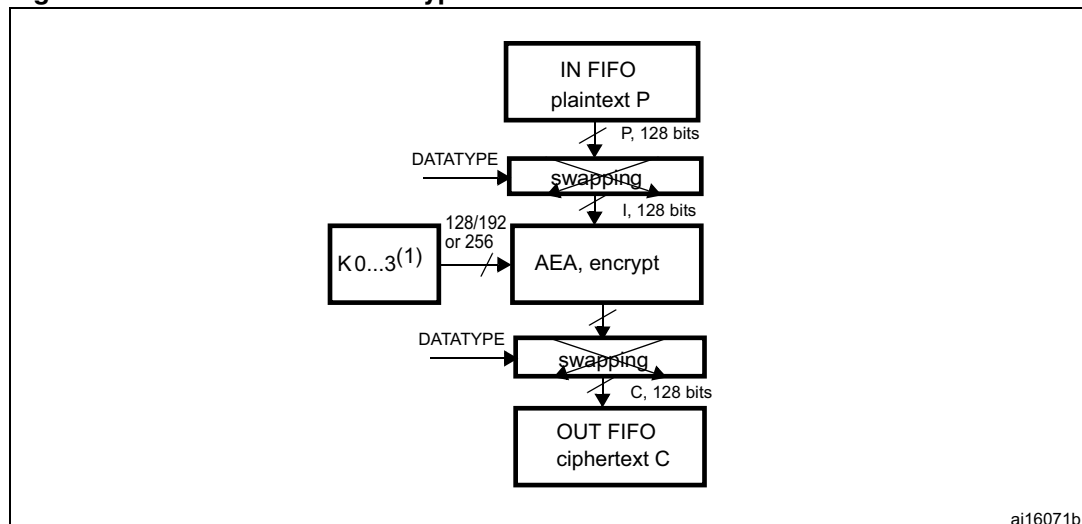 IN FIFO
plaintext P
P, 128 bits
DATATYPE
swapping
I, 128 bits
128/192
or 256
K 0...3(1)
AEA, encrypt
DATATYPE
swapping
C, 128 bits
OUT FIFO
ciphertext C
ai16071b